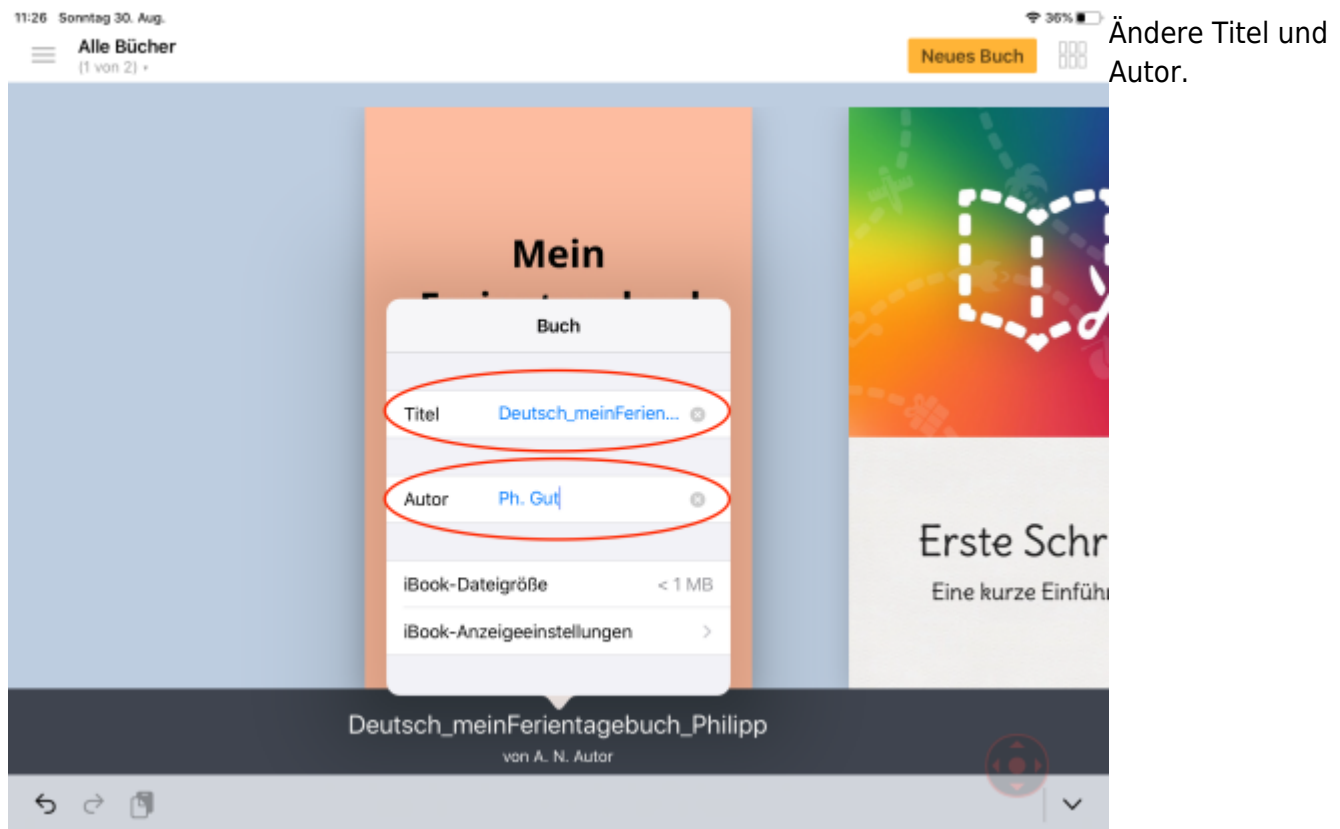 11:26 Sonntag 30. Aug.
36%
Alle Bücher
(1 von 2)
Neues Buch
Ändere Titel und
Autor.
Mein
Buch
Titel Deutsch_meinFerien...
Autor Ph. Gut
iBook-Dateigröße < 1 MB
iBook-Anzeigeeinstellungen
Erste Schr
Eine kurze Einfüh
Deutsch_meinFerientagebuch_Philipp
von A. N. Autor